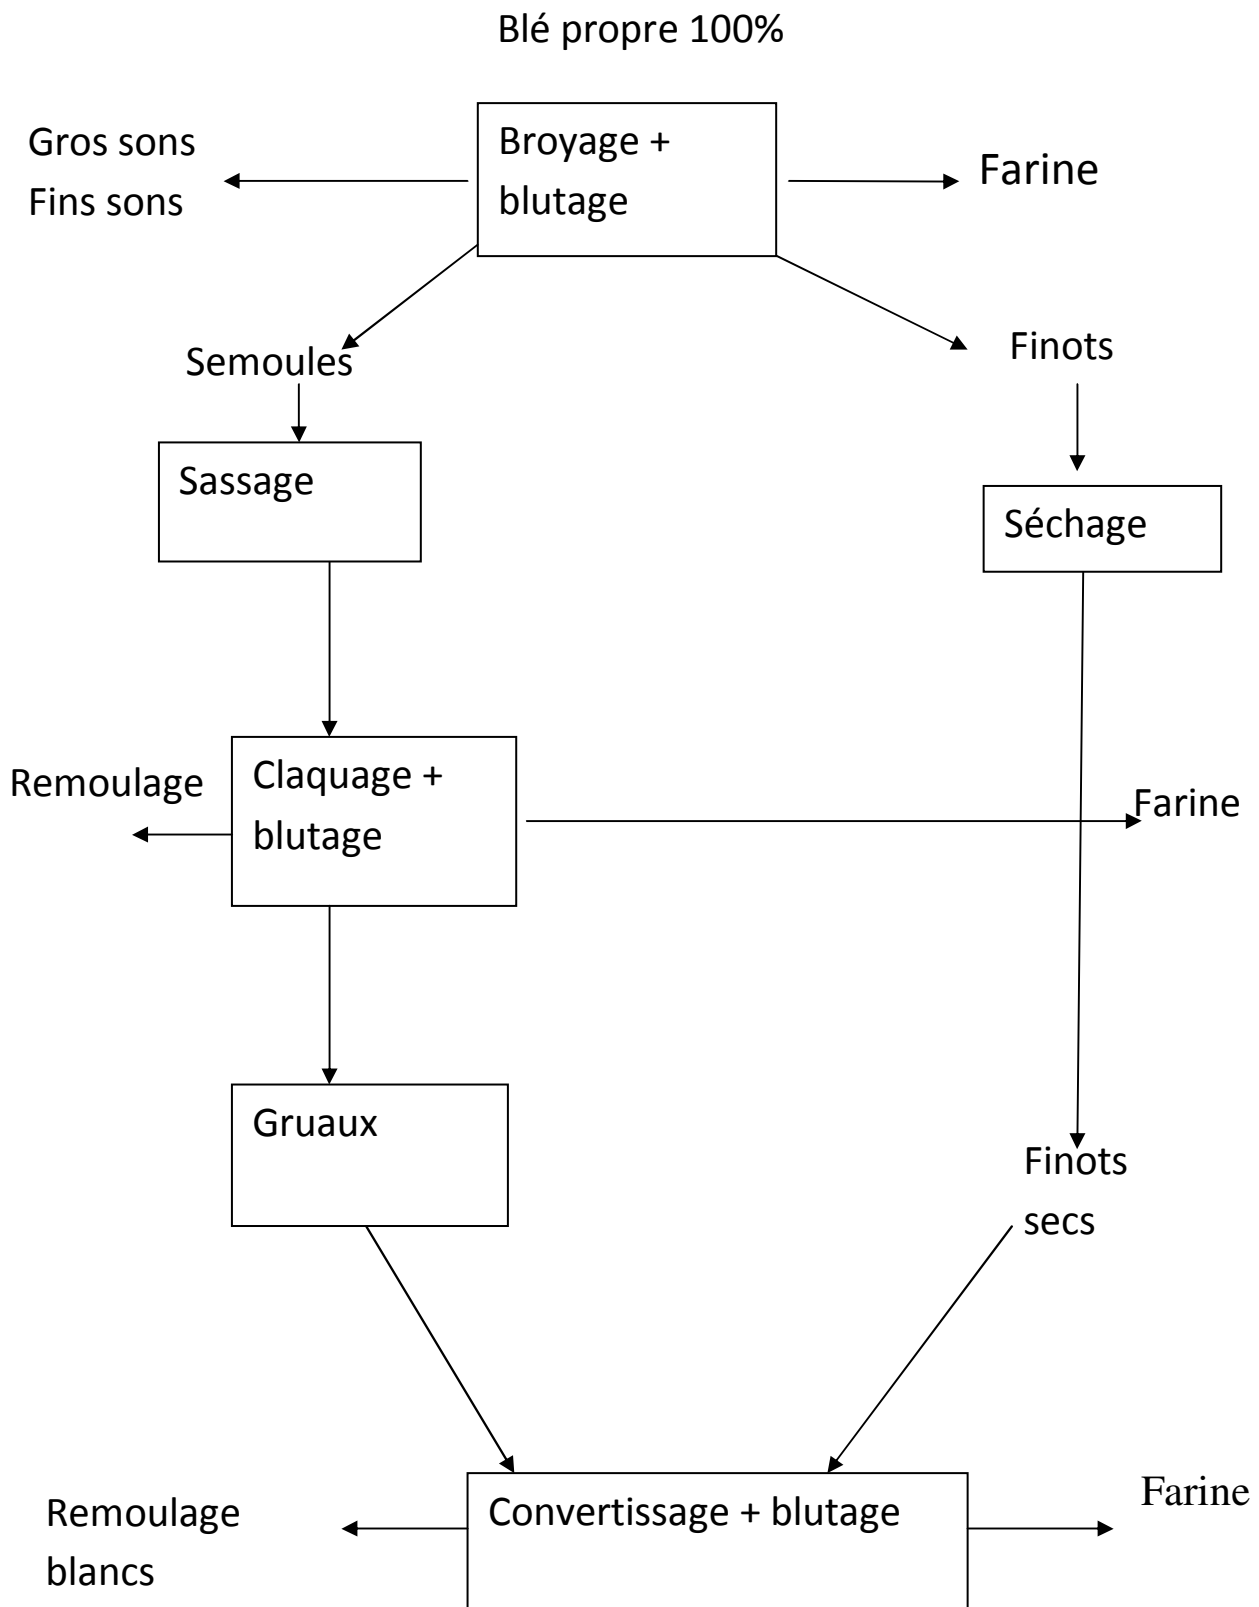 Blé propre 100%
Gros sons
Fins sons
Broyage +
blutage
Farine
Semoules
Finots
Sassage
Séchage
Remoulage
Claquage +
blutage
Farine
Gruaux
Finots
secs
Remoulage
blancs
Convertissage + blutage
Farine